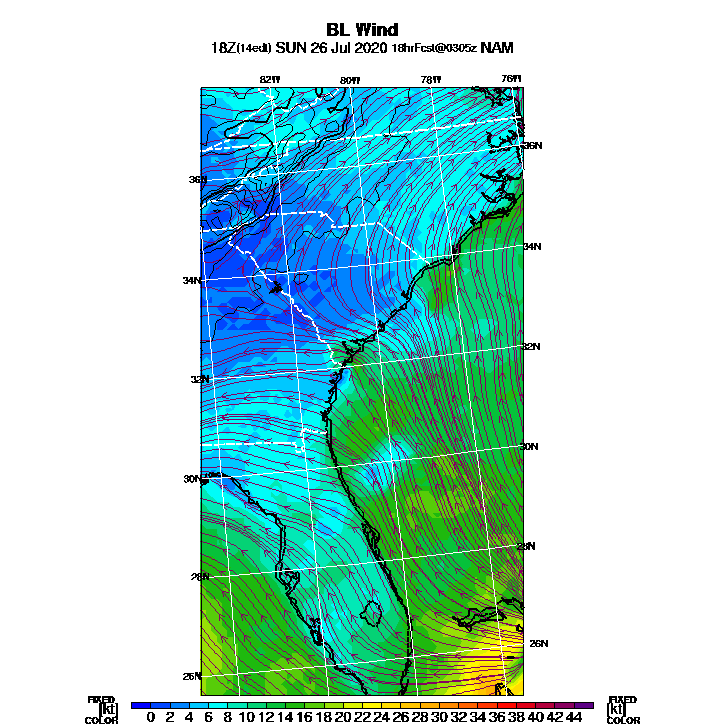 BL Wind
18Z(14edt) SUN 26 Jul 2020 18hrFcst@0305z NAM
82W 80W 78W 76W
36N
36N
34N
34N
32N
32N
30N
30N
28N
28N
26N
26N
FIXED FIXED
[kt] 0 2 4 6 8 10 12 14 16 18 20 22 24 26 28 30 32 34 36 38 40 42 44 [kt]
COLOR COLOR